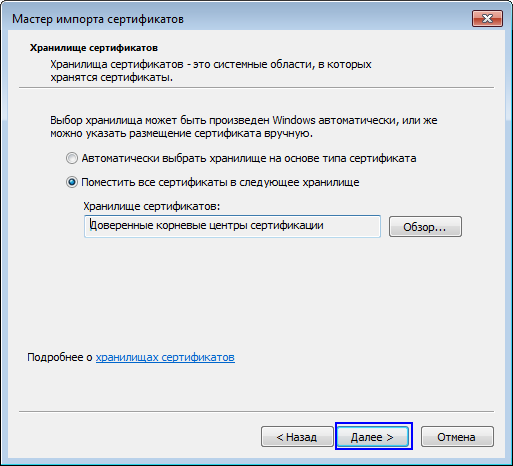 Мастер импорта сертификатов
Хранилище сертификатов
Хранилища сертификатов - это системные области, в которых
хранятся сертификаты.
Выбор хранилища может быть произведен Windows автоматически, или же
можно указать размещение сертификата вручную.
Автоматически выбрать хранилище на основе типа сертификата
Поместить все сертификаты в следующее хранилище
Хранилище сертификатов:
Доверенные корневые центры сертификации
Обзор...
Подробнее о хранилищах сертификатов
< Назад
Далее >
Отмена